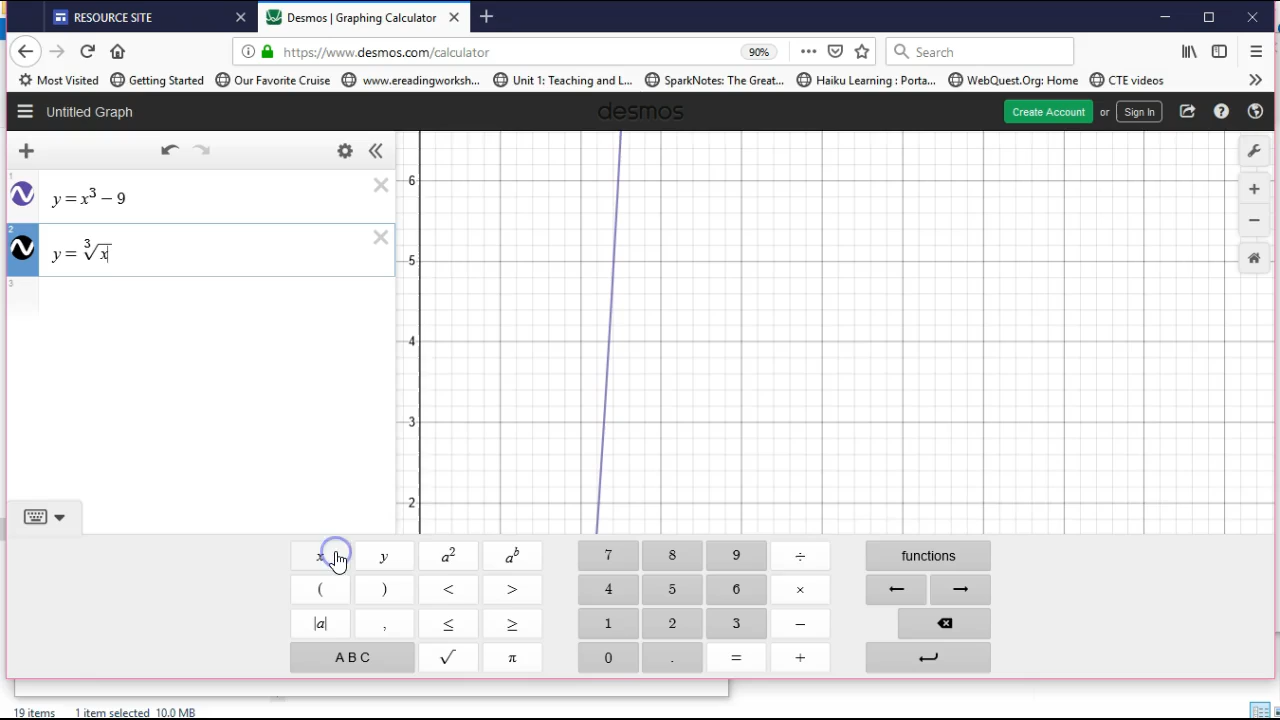 RESOURCE SITE
Desmos | Graphing Calculator
https://www.desmos.com/calculator
90%
Search
Most Visited
Getting Started
Our Favorite Cruise
www.ereadingworksh...
Unit 1: Teaching and L...
SparkNotes: The Great...
Haiku Learning : Porta...
WebQuest.Org: Home
CTE videos
Untitled Graph
desmos
Create Account or Sign In
1
y = x³ − 9
2
y = ∛x
3
6
5
4
3
2
x y a² aᵇ 7 8 9 ÷ functions
( ) < > 4 5 6 × ← →
|a| , ≤ ≥ 1 2 3 −
A B C √ π 0 . = +
19 items 1 item selected 10.0 MB